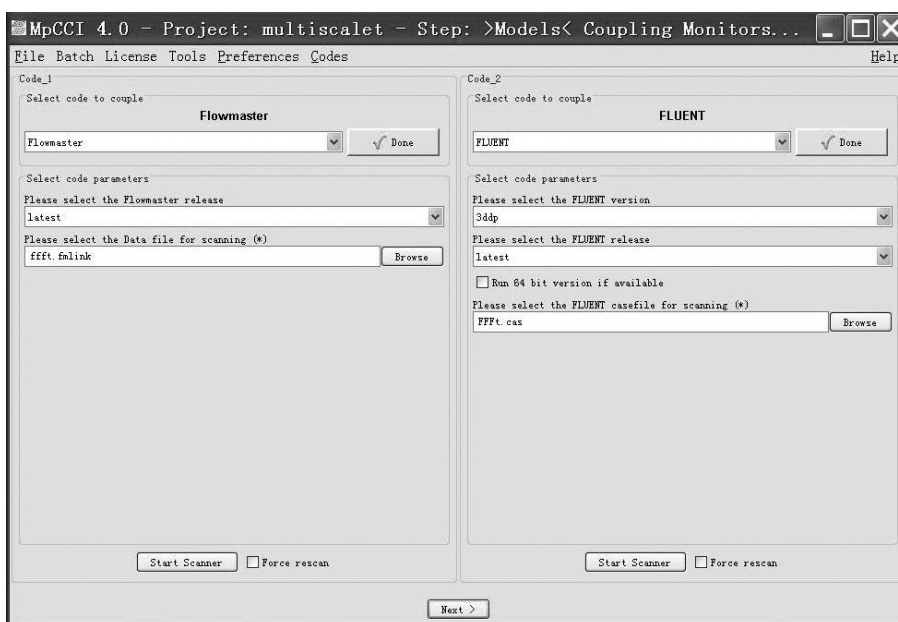 MpCCI 4.0 - Project: multiscalet - Step: >Models< Coupling Monitors...
File Batch License Tools Preferences Codes Help
Code_1
Select code to couple
Flowmaster
Flowmaster Done
Select code parameters
Please select the Flowmaster release
latest
Please select the Data file for scanning (*)
ffft.fmlink Browse
Start Scanner Force rescan
Code_2
Select code to couple
FLUENT
FLUENT Done
Select code parameters
Please select the FLUENT version
3ddp
Please select the FLUENT release
latest
Run 64 bit version if available
Please select the FLUENT casefile for scanning (*)
FFFt.cas Browse
Start Scanner Force rescan
Next >